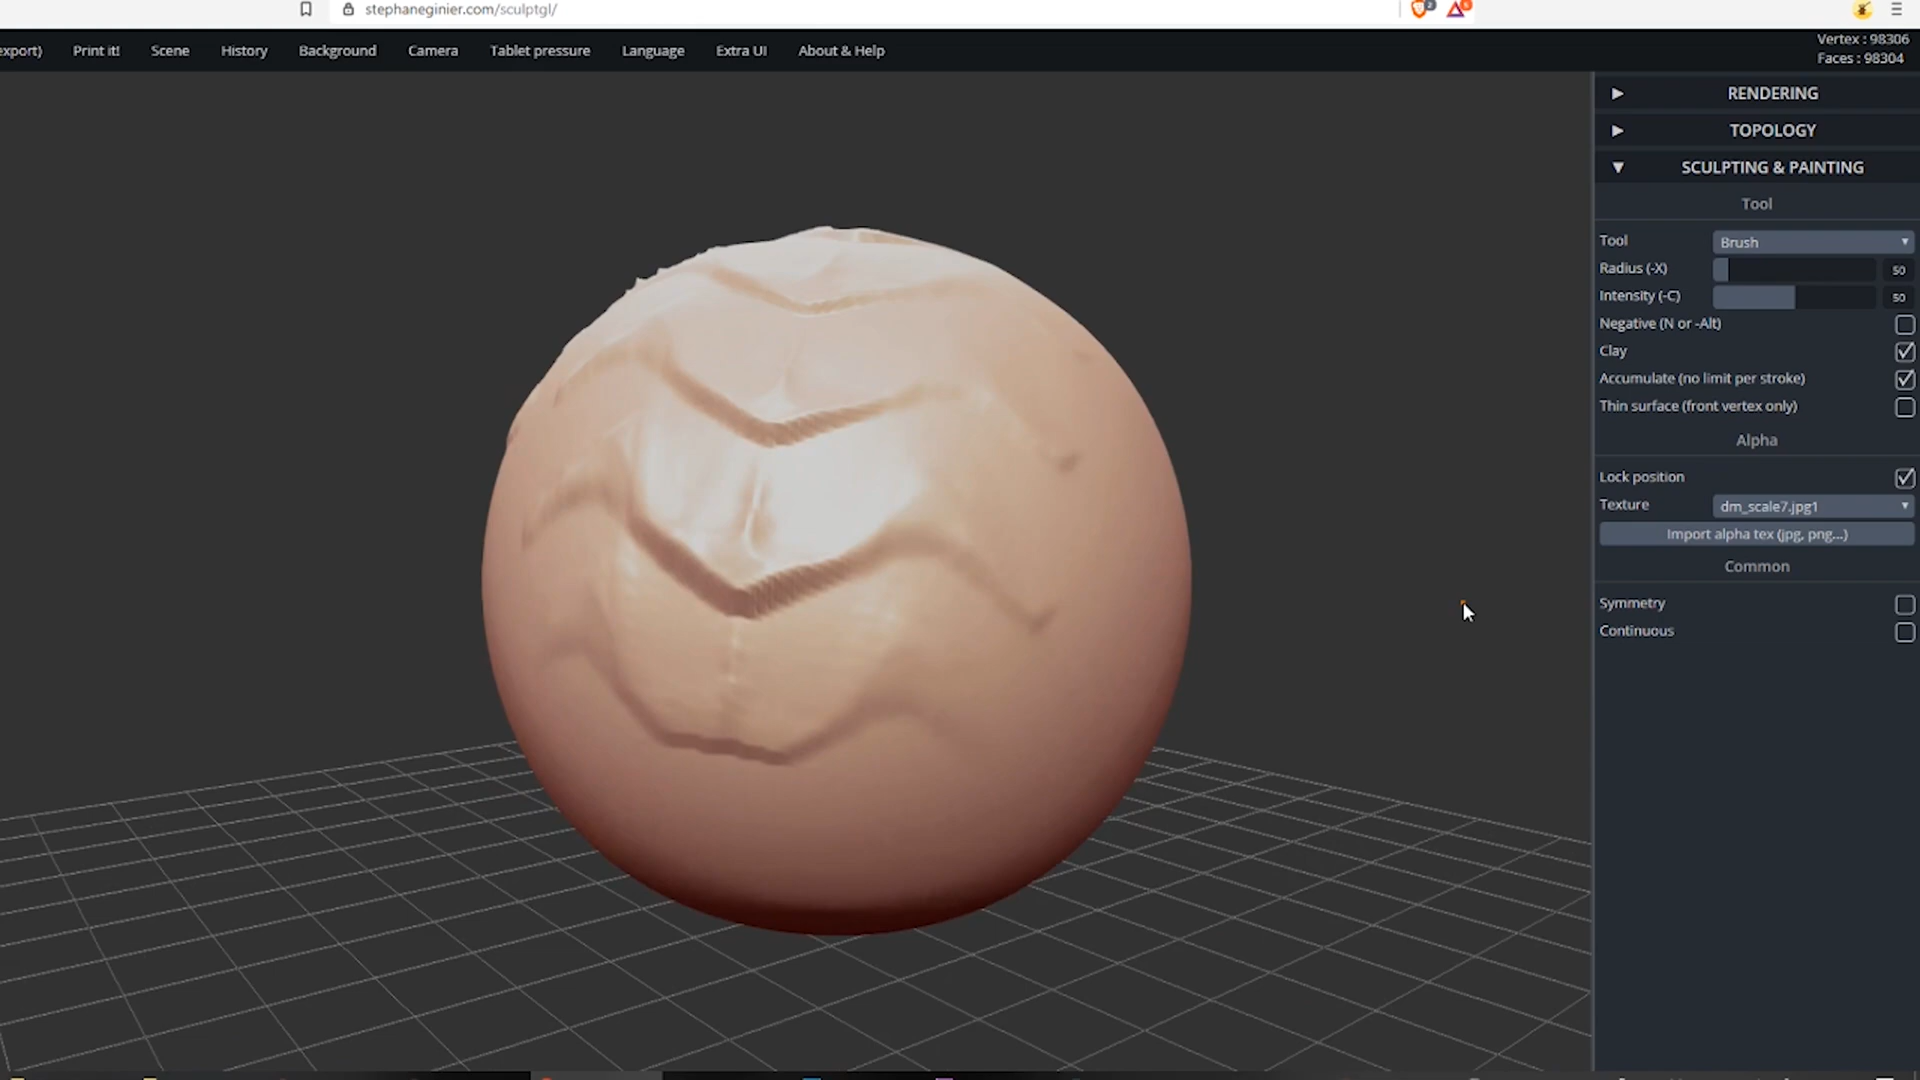 stephaneginier.com/sculptgl/
2
export) Print it! Scene History Background Camera Tablet pressure Language Extra UI About & Help
Vertex : 98306
Faces : 98304
RENDERING
TOPOLOGY
SCULPTING & PAINTING
Tool
Tool Brush
Radius (-X) 50
Intensity (-C) 50
Negative (N or -Alt)
Clay
Accumulate (no limit per stroke)
Thin surface (front vertex only)
Alpha
Lock position
Texture dm_scale7.jpg1
Import alpha tex (jpg, png...)
Common
Symmetry
Continuous